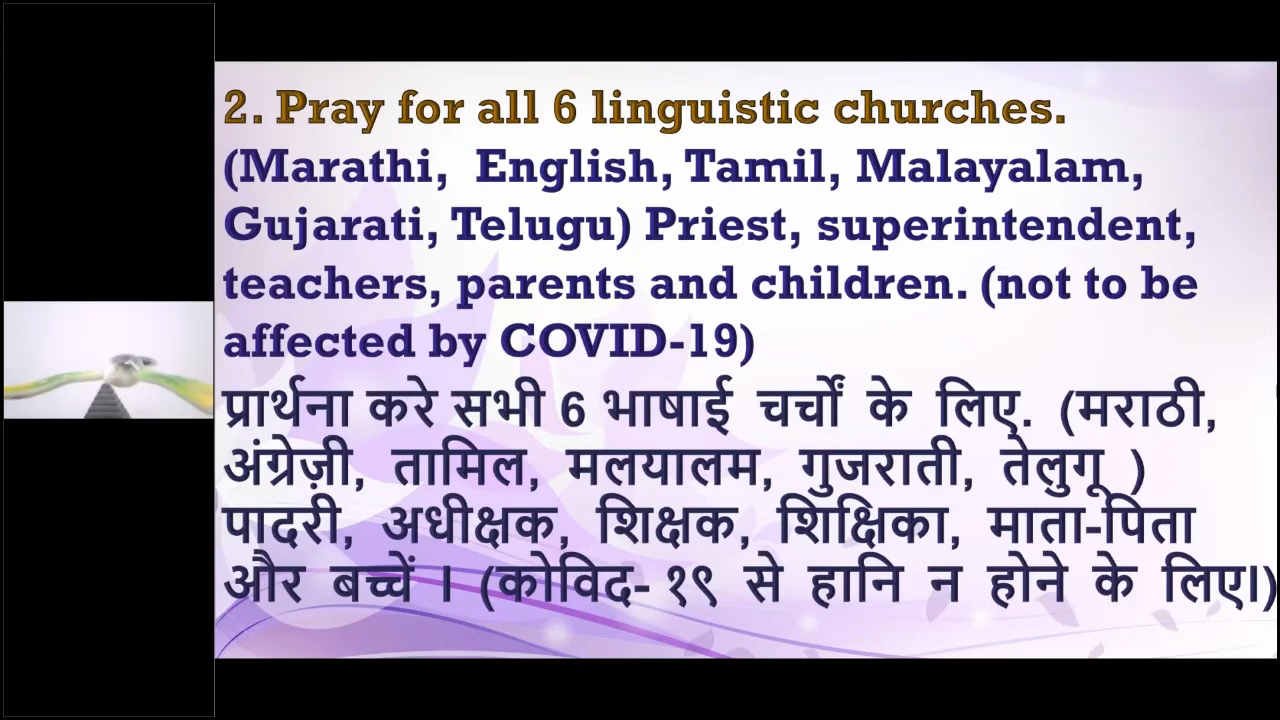 2. Pray for all 6 linguistic churches.
(Marathi, English, Tamil, Malayalam,
Gujarati, Telugu) Priest, superintendent,
teachers, parents and children. (not to be
affected by COVID-19)
प्रार्थना करे सभी 6 भाषाई चर्चों के लिए. (मराठी,
अंग्रेज़ी, तामिल, मलयालम, गुजराती, तेलुगू )
पादरी, अधीक्षक, शिक्षक, शिक्षिका, माता-पिता
और बच्चें । (कोविद- १९ से हानि न होने के लिए।)